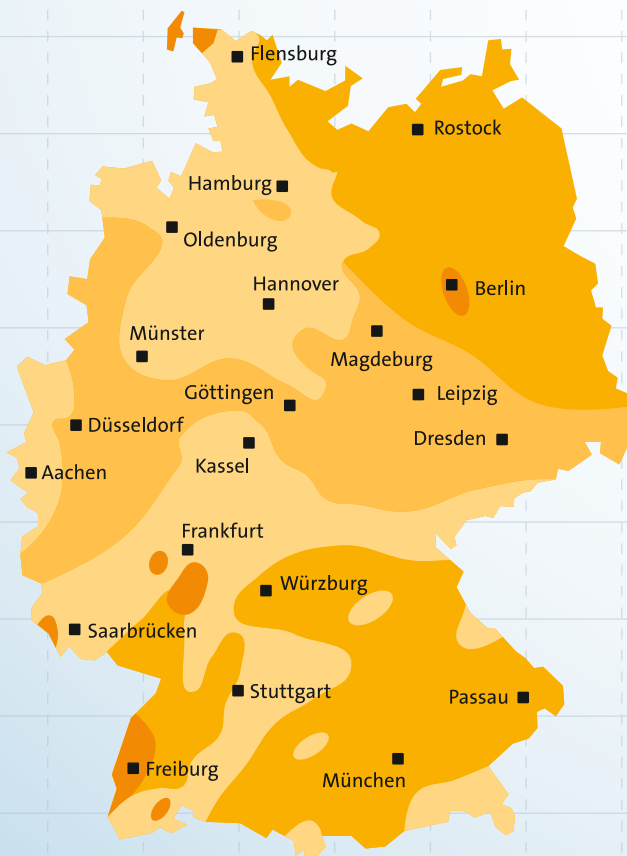 Flensburg
Rostock
Hamburg
Oldenburg
Hannover
Berlin
Münster
Magdeburg
Göttingen
Leipzig
Düsseldorf
Dresden
Kassel
Aachen
Frankfurt
Würzburg
Saarbrücken
Stuttgart
Passau
Freiburg
München